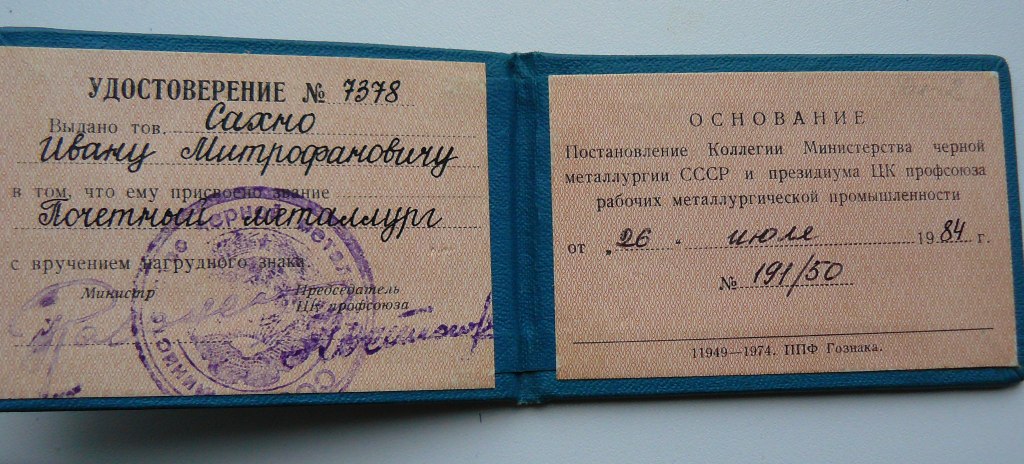 УДОСТОВЕРЕНИЕ № 7378
Выдано тов. Сахно
Ивану Митрофановичу
в том, что ему присвоено звание
Почетный металлург
с вручением нагрудного знака.
Министр
Председатель
ЦК профсоюза
ОСНОВАНИЕ
Постановление Коллегии Министерства черной
металлургии СССР и президиума ЦК профсоюза
рабочих металлургической промышленности
от „26" июля 1984 г.
№ 191/50
11949—1974. ППФ Гознака.